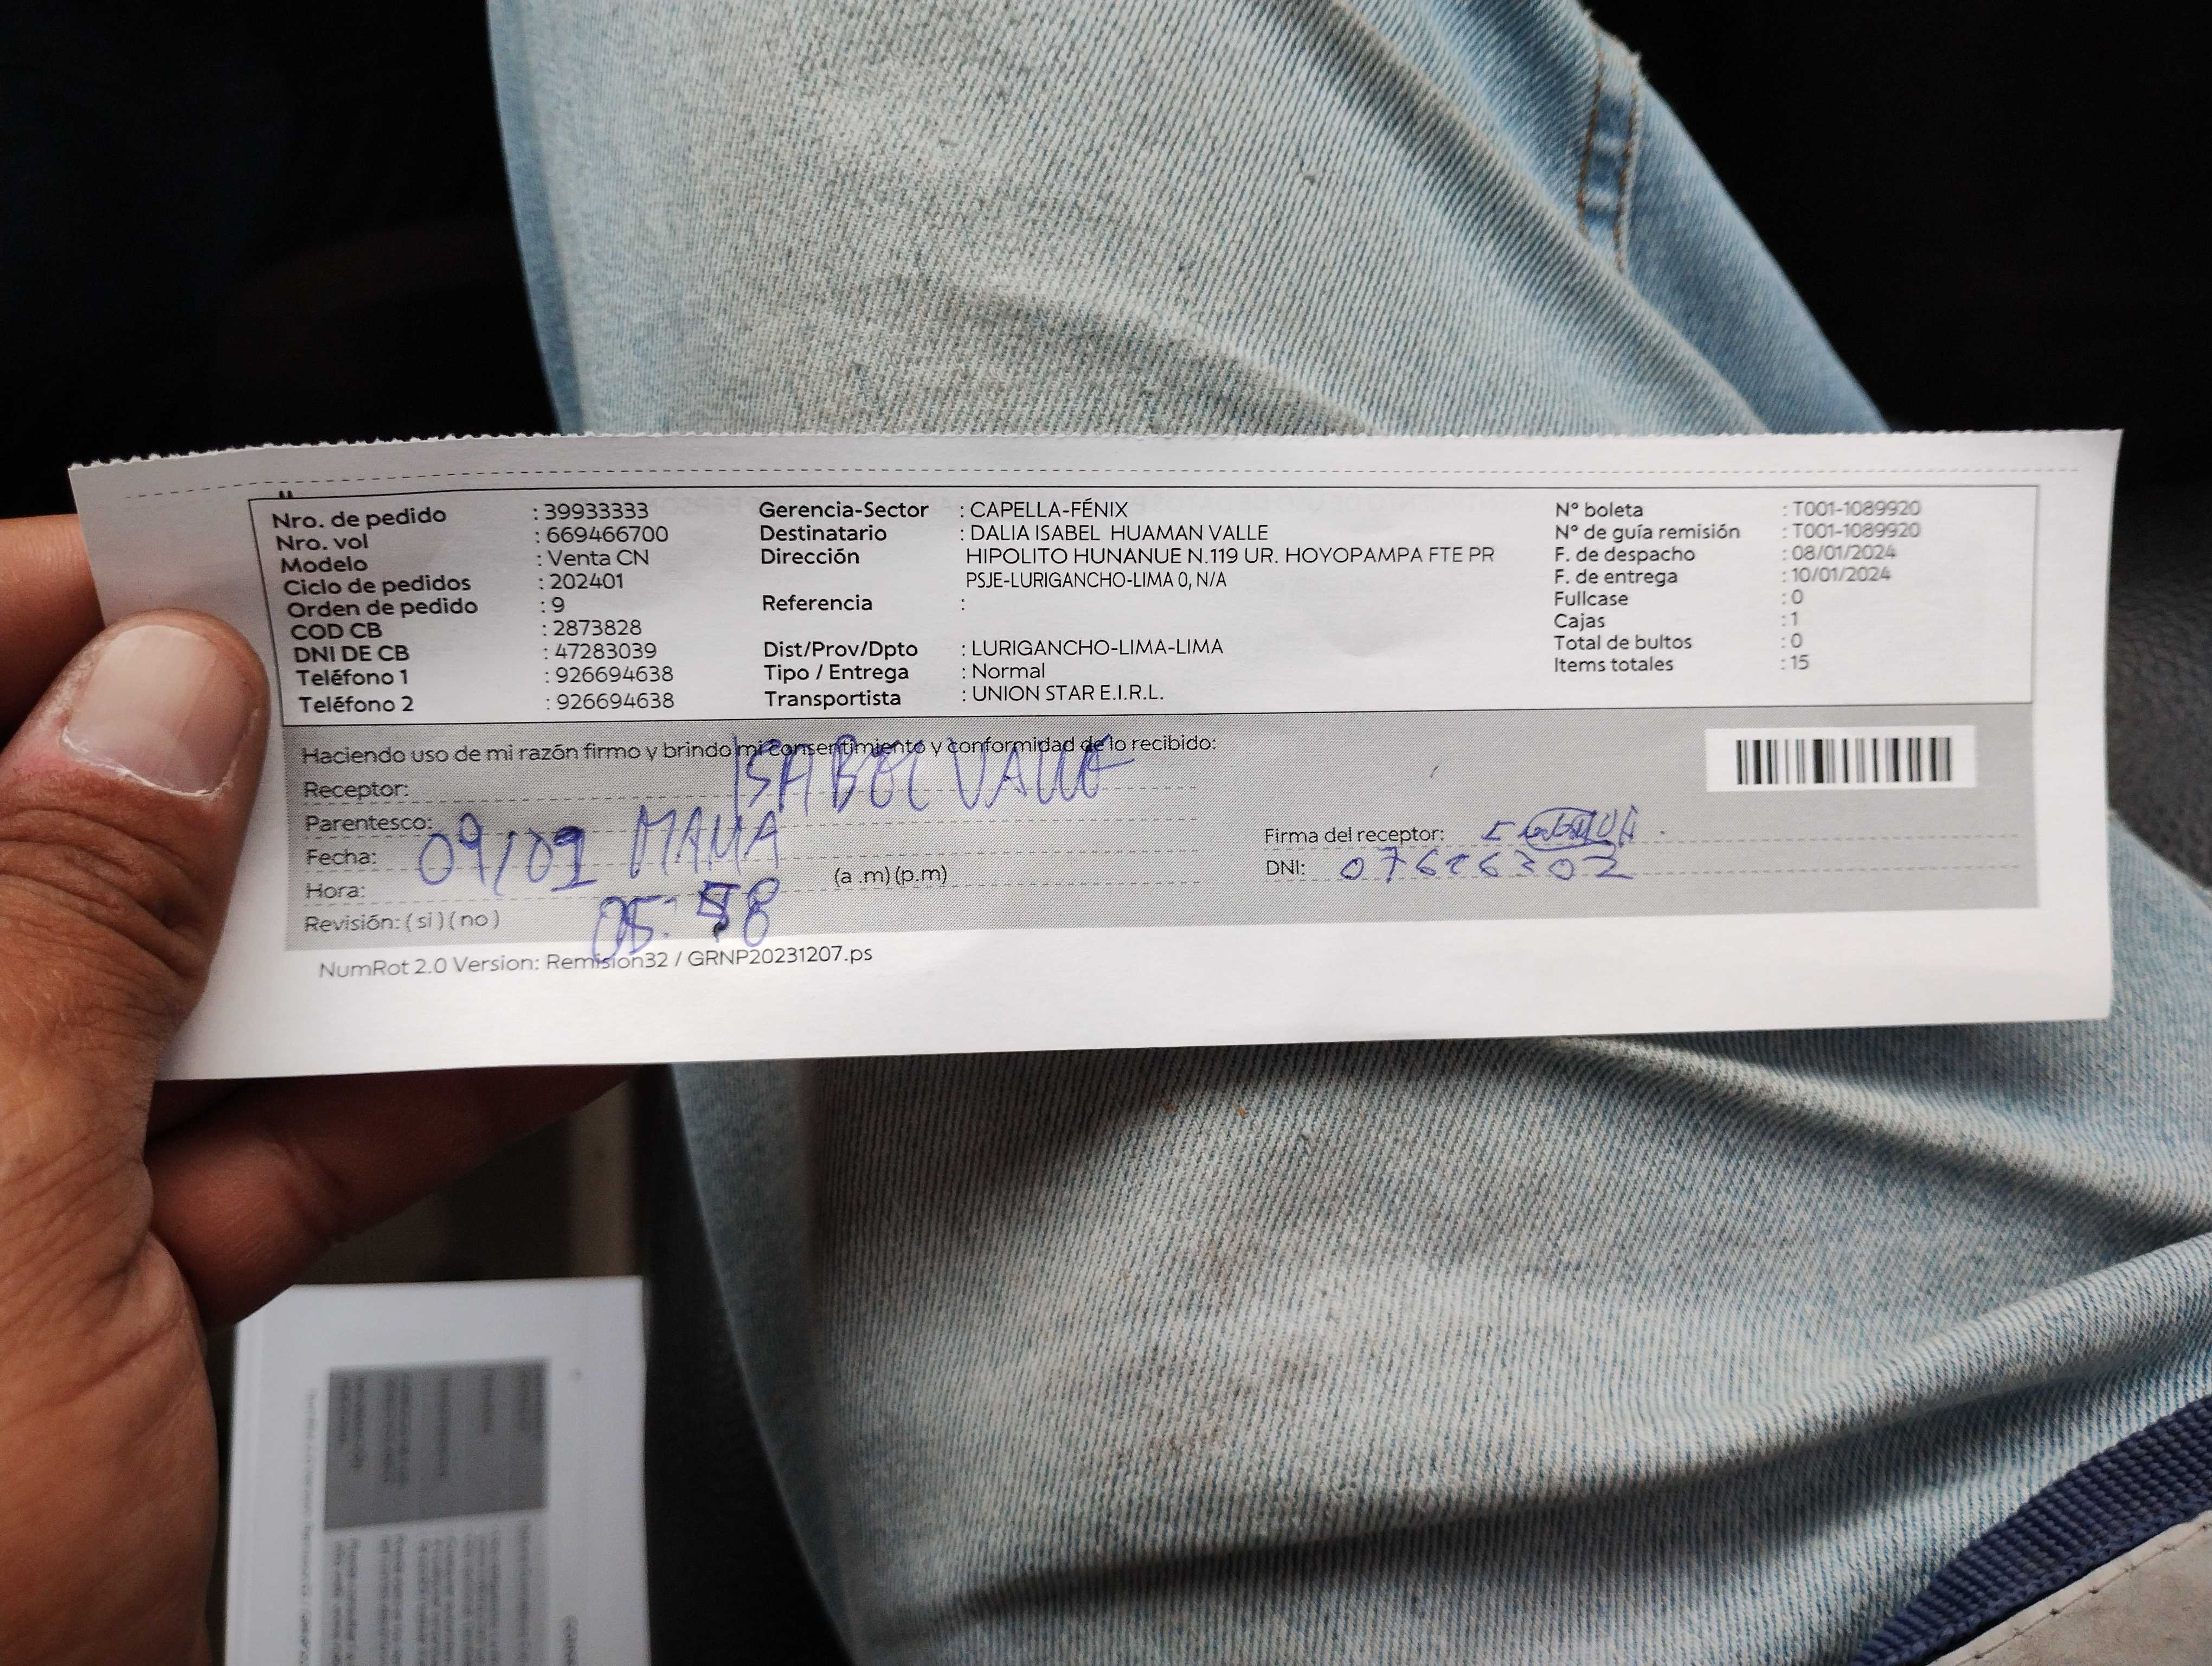 Nro. de pedido : 39933333
Nro. vol : 669466700
Modelo : Venta CN
Ciclo de pedidos : 202401
Orden de pedido : 9
COD CB : 2873828
DNI DE CB : 47283039
Teléfono 1 : 926694638
Teléfono 2 : 926694638
Gerencia-Sector : CAPELLA-FÉNIX
Destinatario : DALIA ISABEL HUAMAN VALLE
Dirección HIPOLITO HUNANUE N.119 UR. HOYOPAMPA FTE PR
PSJE-LURIGANCHO-LIMA 0, N/A
Referencia :
Dist/Prov/Dpto : LURIGANCHO-LIMA-LIMA
Tipo / Entrega : Normal
Transportista : UNION STAR E.I.R.L.
N° boleta : T001-1089920
N° de guía remisión : T001-1089920
F. de despacho : 08/01/2024
F. de entrega : 10/01/2024
Fullcase : 0
Cajas : 1
Total de bultos : 0
Items totales : 15
Haciendo uso de mi razón firmo y brindo mi consentimiento y conformidad de lo recibido:
Receptor: ISABEL VALLE
Parentesco: MAMA
Fecha: 09/01
Hora: 05:58 (a .m) (p.m)
Revisión: ( si ) ( no )
Firma del receptor:
DNI:
NumRot 2.0 Version: Remision32 / GRNP20231207.ps